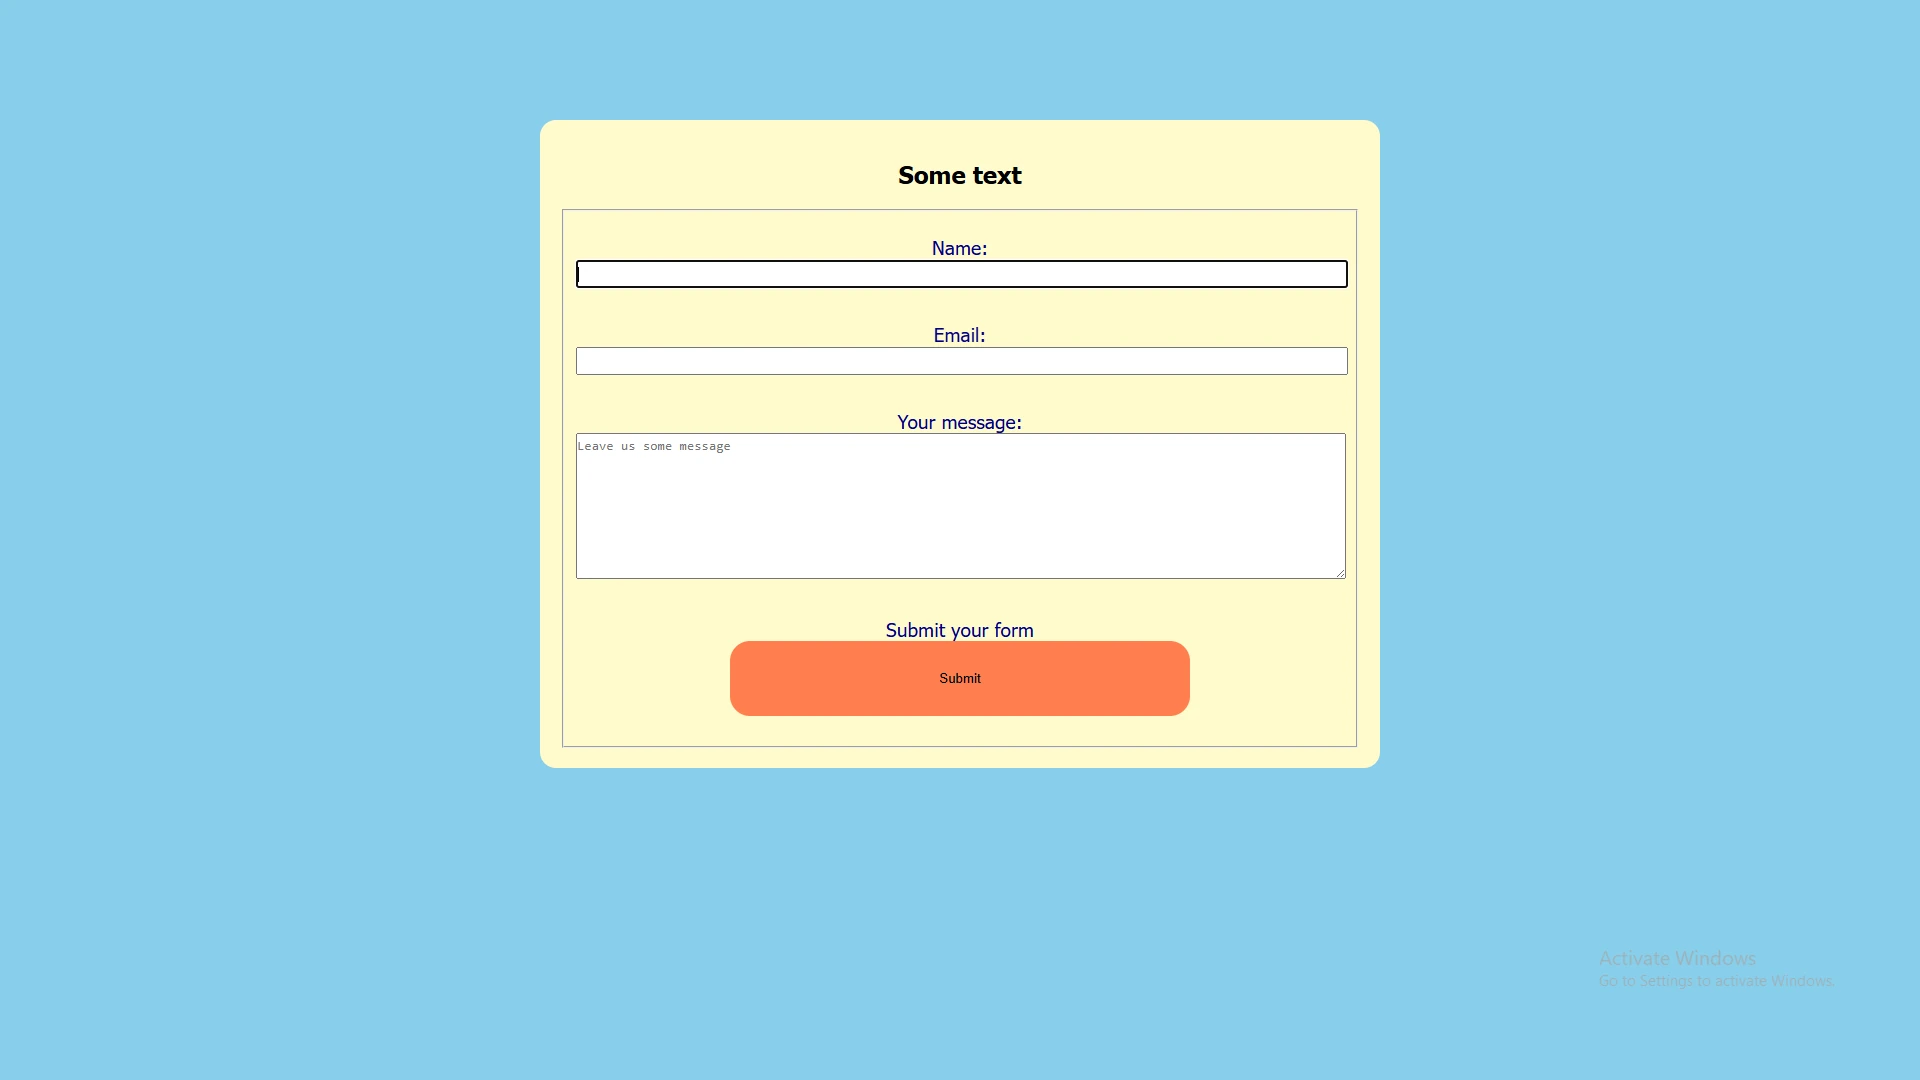 Some text
Name:
Email:
Your message:
Leave us some message
Submit your form
Submit
Activate Windows
Go to Settings to activate Windows.